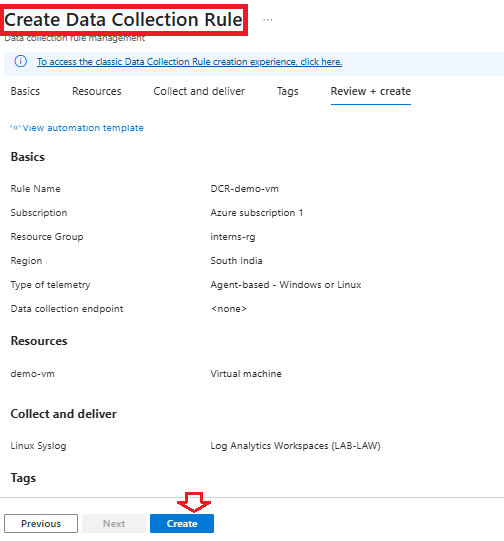 Create Data Collection Rule ...
Data collection rule management
To access the classic Data Collection Rule creation experience, click here.
Basics Resources Collect and deliver Tags Review + create
View automation template
Basics
Rule Name DCR-demo-vm
Subscription Azure subscription 1
Resource Group interns-rg
Region South India
Type of telemetry Agent-based - Windows or Linux
Data collection endpoint <none>
Resources
demo-vm Virtual machine
Collect and deliver
Linux Syslog Log Analytics Workspaces (LAB-LAW)
Tags
Previous Next Create